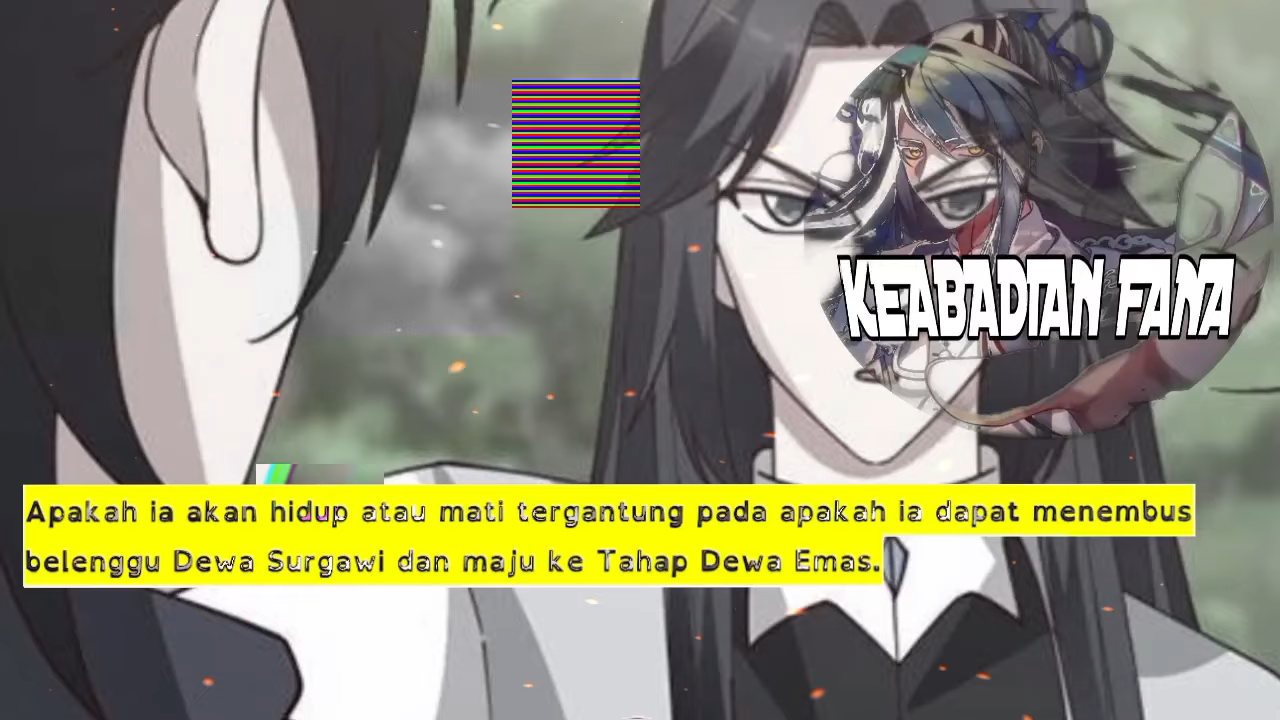 KEABADIAN FANA
Apakah ia akan hidup atau mati tergantung pada apakah ia dapat menembus
belenggu Dewa Surgawi dan maju ke Tahap Dewa Emas.